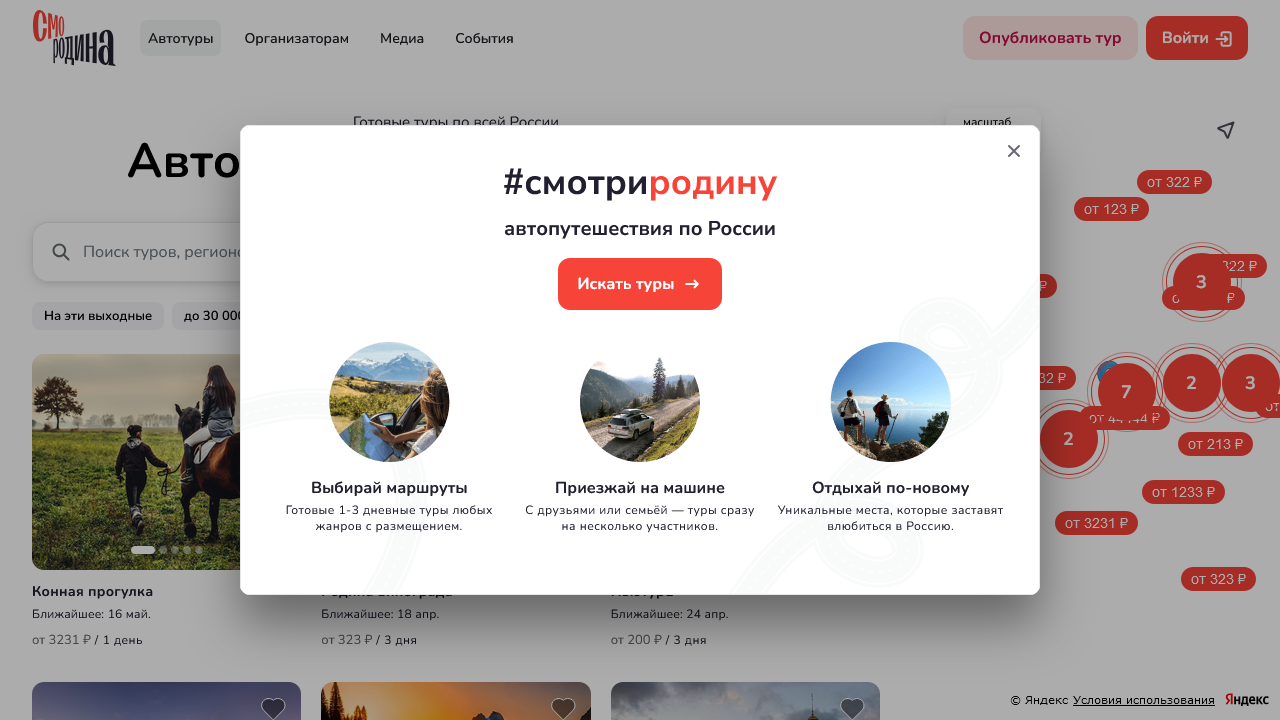 Смо
родина
Автотуры
Организаторам
Медиа
События
Опубликовать тур
Войти
Готовые туры по всей России
масштаб
Авто
Поиск туров, регионо
На эти выходные
до 30 000
#смотриродину
автопутешествия по России
Искать туры
Выбирай маршруты
Готовые 1-3 дневные туры любых
жанров с размещением.
Приезжай на машине
С друзьями или семьёй — туры сразу
на несколько участников.
Отдыхай по-новому
Уникальные места, которые заставят
влюбиться в Россию.
от 322 ₽
от 123 ₽
322 ₽
3
₽
32 ₽
7
2
3
2
от 213 ₽
от 1233 ₽
от 3231 ₽
от 323 ₽
Конная прогулка
Ближайшее: 16 май.
от 3231 ₽ / 1 день
Ближайшее: 18 апр.
от 323 ₽ / 3 дня
Ближайшее: 24 апр.
от 200 ₽ / 3 дня
© Яндекс Условия использования Яндекс